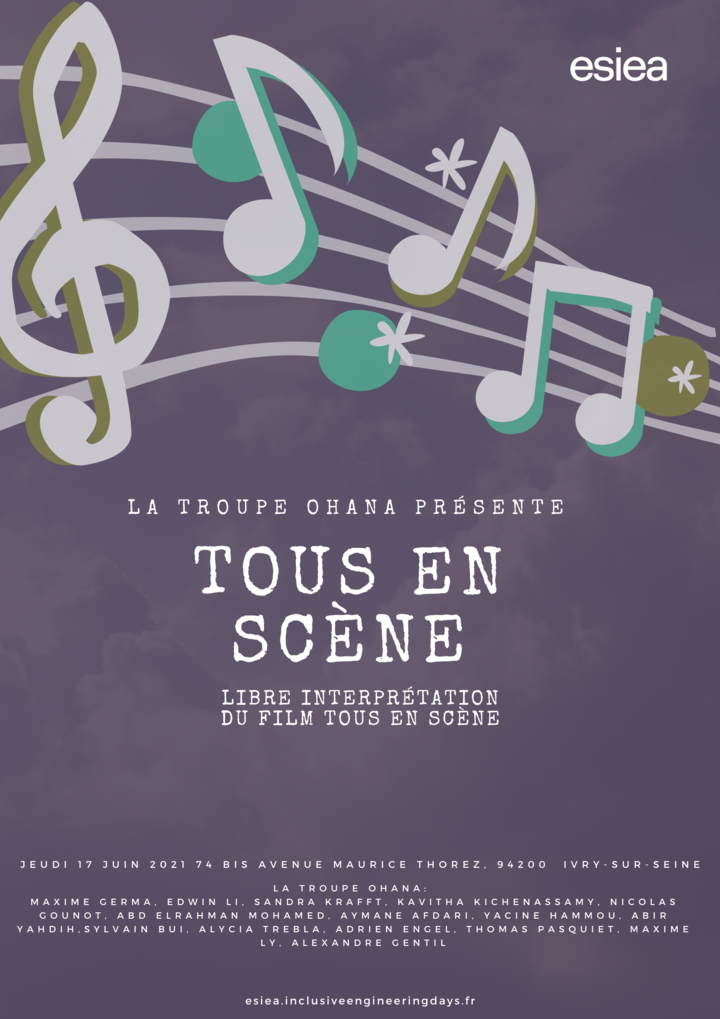 esiea
LA TROUPE OHANA PRÉSENTE
TOUS EN
SCÈNE
LIBRE INTERPRÉTATION
DU FILM TOUS EN SCÈNE
JEUDI 17 JUIN 2021 74 BIS AVENUE MAURICE THOREZ, 94200 IVRY-SUR-SEINE
LA TROUPE OHANA:
MAXIME GERMA, EDWIN LI, SANDRA KRAFFT, KAVITHA KICHENASSAMY, NICOLAS
GOUNOT, ABD ELRAHMAN MOHAMED, AYMANE AFDARI, YACINE HAMMOU, ABIR
YAHDIH,SYLVAIN BUI, ALYCIA TREBLA, ADRIEN ENGEL, THOMAS PASQUIET, MAXIME
LY, ALEXANDRE GENTIL
esiea.inclusiveengineeringdays.fr